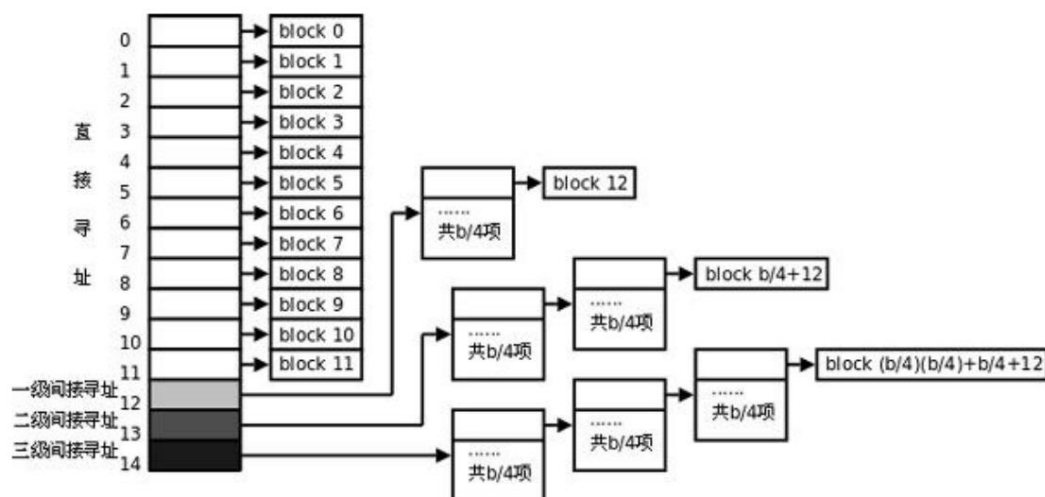 0
block 0
1
block 1
2
block 2
直
3
block 3
4
block 4
接
5
block 5
block 12
6
block 6
……
共b/4项
寻
7
block 7
址
8
block 8
block b/4+12
9
block 9
……
共b/4项
10
block 10
……
共b/4项
11
block 11
block (b/4)(b/4)+b/4+12
一级间接寻址
12
……
共b/4项
二级间接寻址
13
……
共b/4项
三级间接寻址
14
……
共b/4项